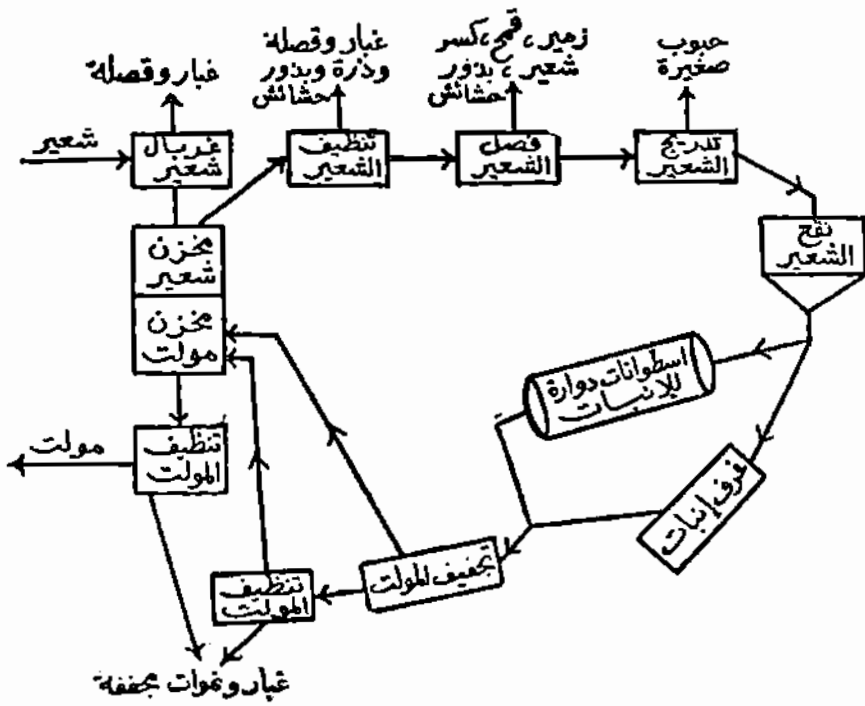 غبار وقصلة
غبار وقصلة
وذرة وبذور
حشائش
زمير، قمح، كسر
شعير، بذور
حشائش
حبوب
صغيرة
شعير
غربال
شعير
تنظيف
الشعير
فصل
الشعير
تدريج
الشعير
نقع
الشعير
مخزن
شعير
مخزن
مولت
اسطوانات دوارة
للإنبات
غرف إنبات
تنظيف
المولت
مولت
تجفيف المولت
تنظيف
المولت
غبار ونموات مجففة